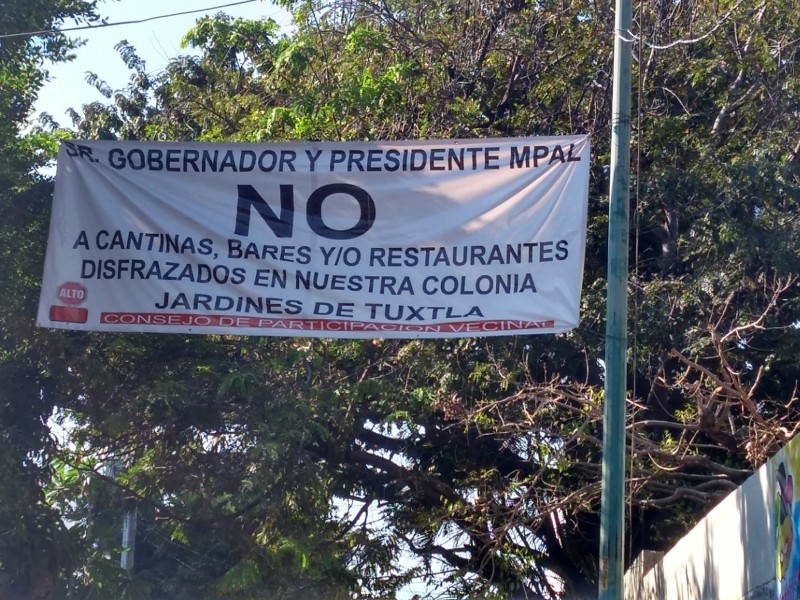 SR. GOBERNADOR Y PRESIDENTE MPAL
NO
A CANTINAS, BARES Y/O RESTAURANTES
DISFRAZADOS EN NUESTRA COLONIA
JARDINES DE TUXTLA
ALTO
CONSEJO DE PARTICIPACION VECINAL